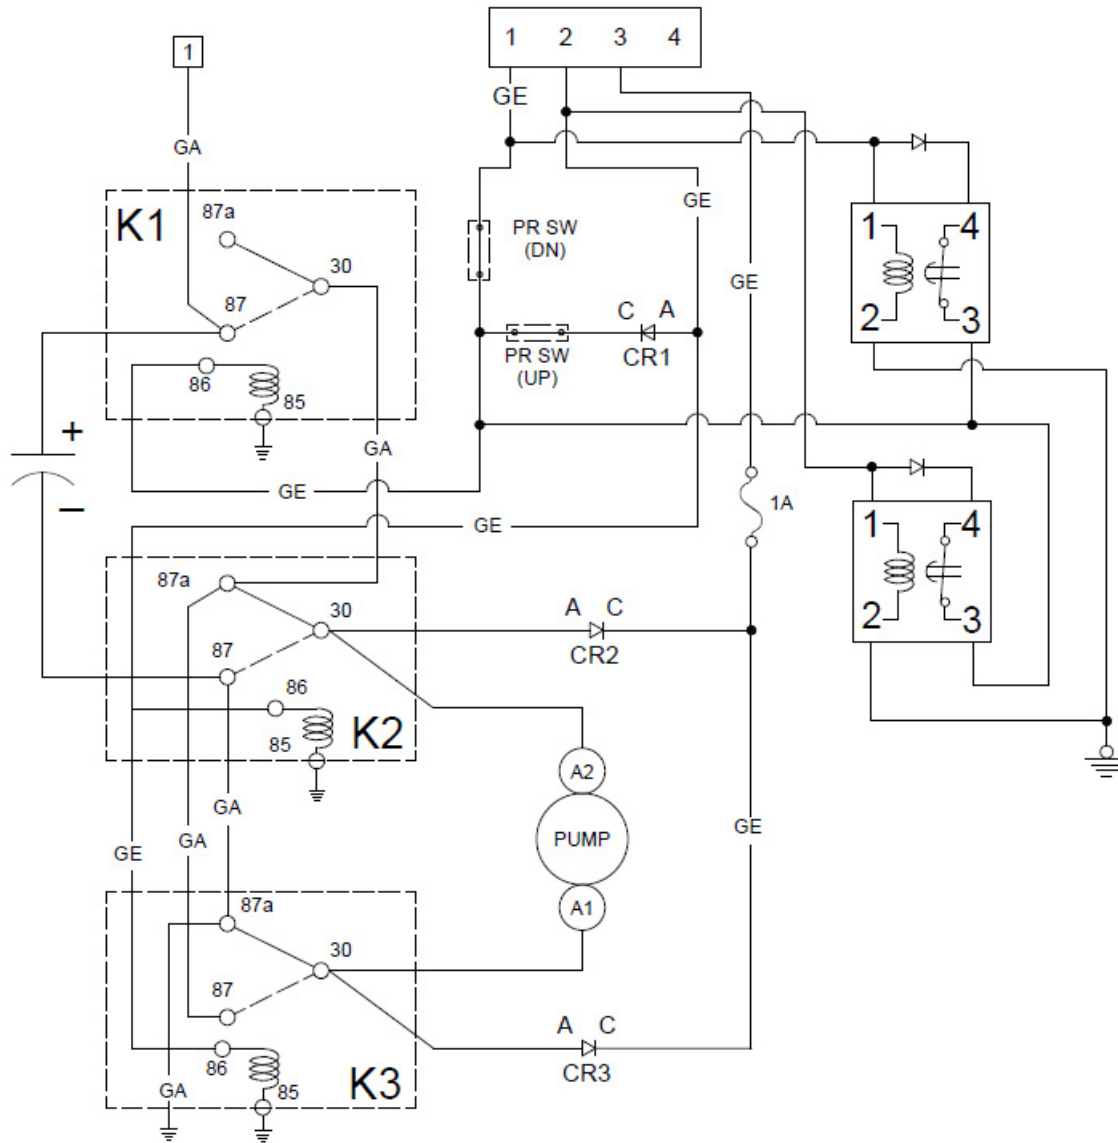 1 2 3 4
1
GE
GA
87a
K1
GE
PR SW
(DN)
1 4
30
87
GE
2 3
C A
PR SW
(UP)
CR1
86
85
+
GA
–
GE
1A
GE
1 4
87a
30
A C
2 3
87
CR2
86
85
K2
A2
GA
GA
PUMP
GE
GE
87a
A1
30
87
A C
86
CR3
85
K3
GA